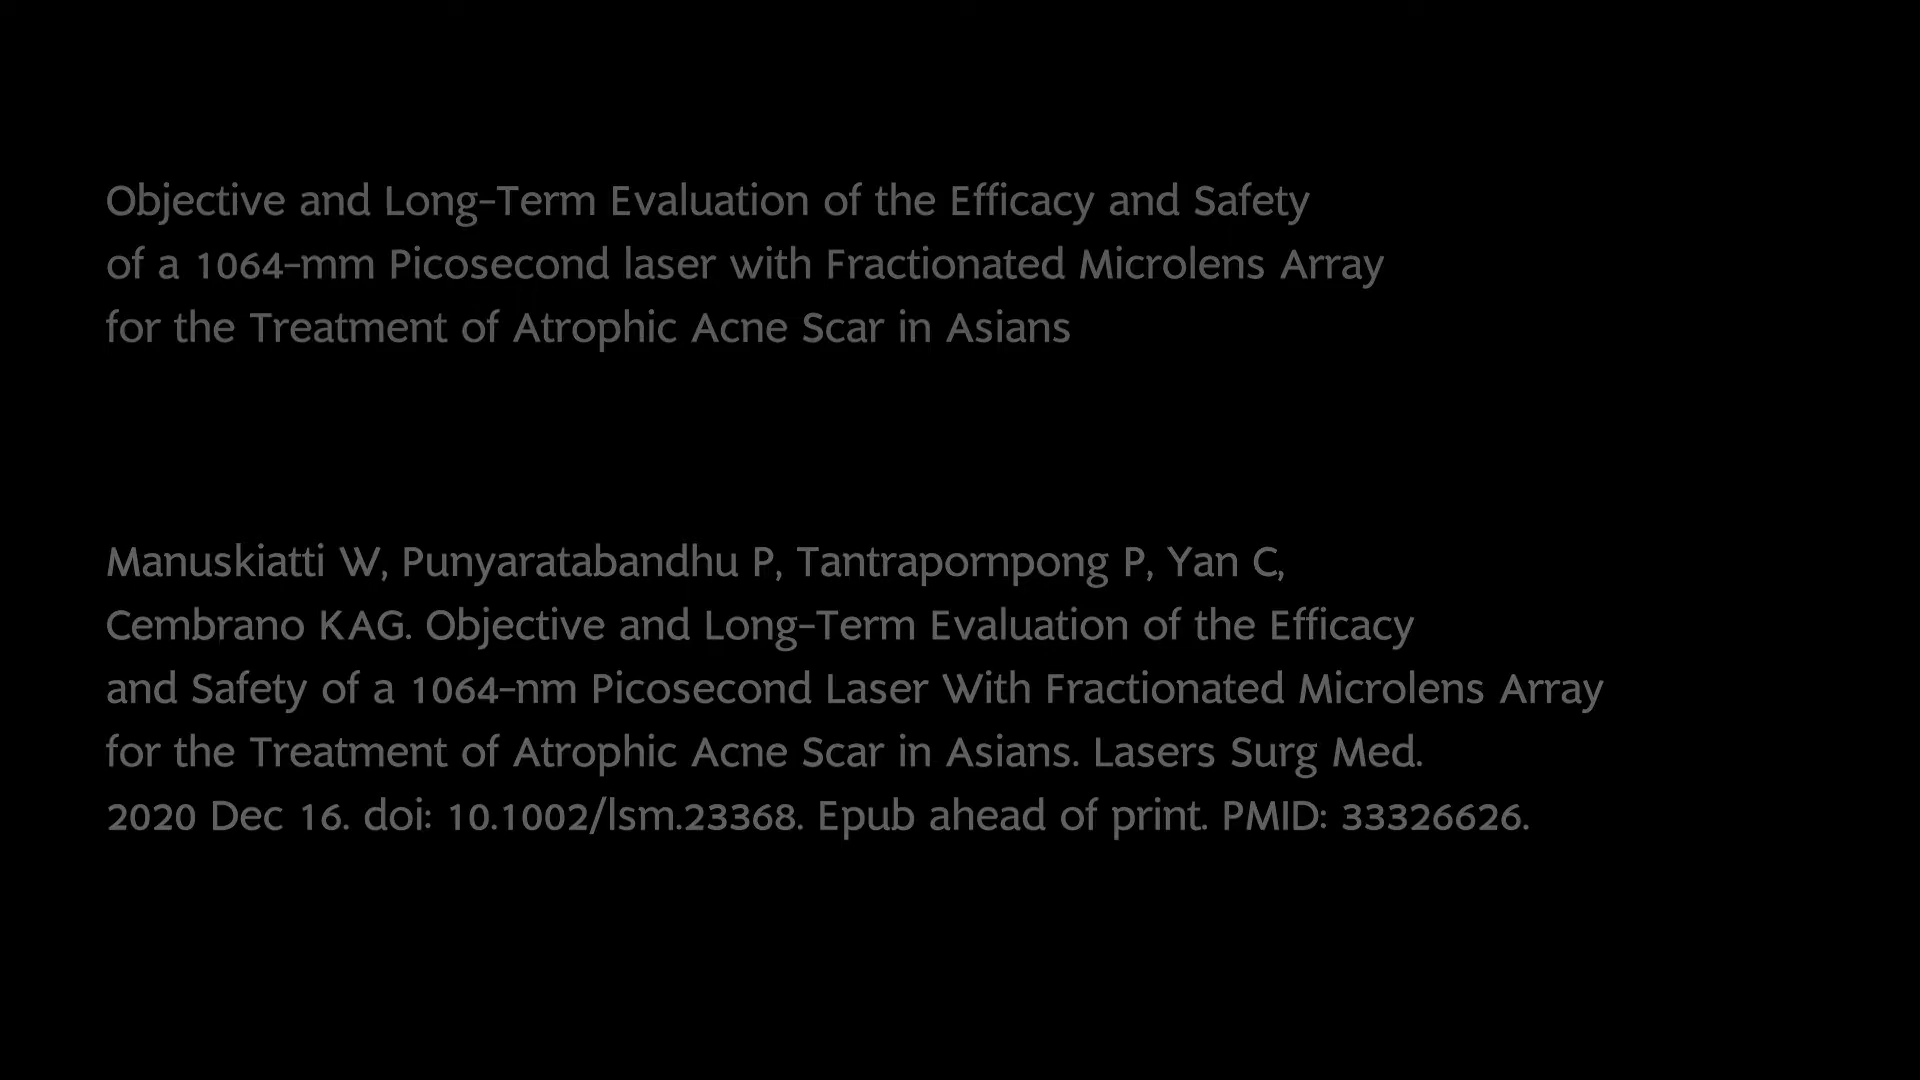 Objective and Long-Term Evaluation of the Efficacy and Safety
of a 1064-mm Picosecond laser with Fractionated Microlens Array
for the Treatment of Atrophic Acne Scar in Asians
Manuskiatti W, Punyaratabandhu P, Tantrapornpong P, Yan C,
Cembrano KAG. Objective and Long-Term Evaluation of the Efficacy
and Safety of a 1064-nm Picosecond Laser With Fractionated Microlens Array
for the Treatment of Atrophic Acne Scar in Asians. Lasers Surg Med.
2020 Dec 16. doi: 10.1002/lsm.23368. Epub ahead of print. PMID: 33326626.